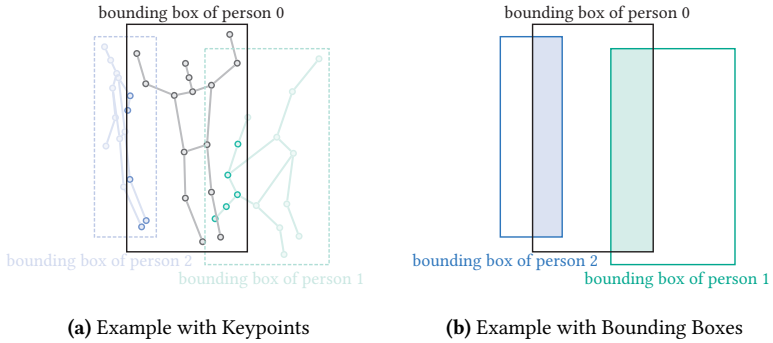 bounding box of person 0
bounding box of person 2
bounding box of person 1
(a) Example with Keypoints
bounding box of person 0
bounding box of person 2
bounding box of person 1
(b) Example with Bounding Boxes